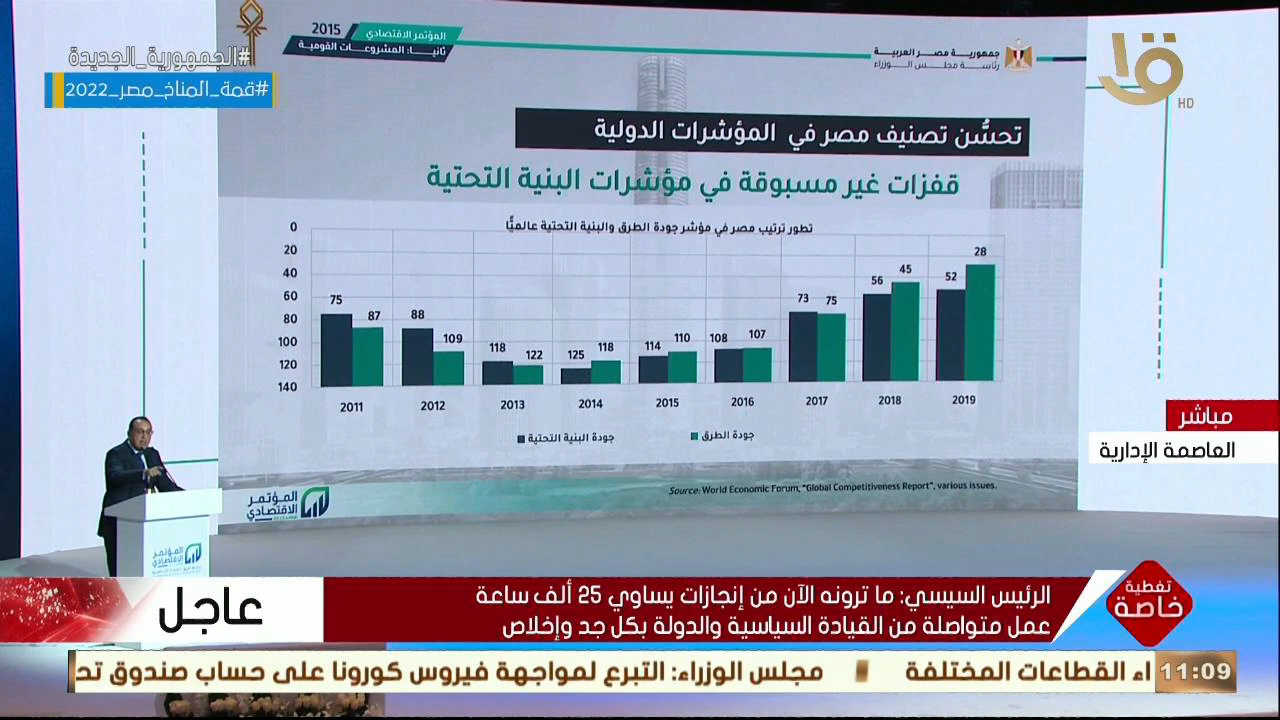 المؤتمر الاقتصادي 2015
ثانيا: المشروعات القومية
جمهورية مصر العربية
رئاسة مجلس الوزراء
#الجمهورية_الجديدة
#قمة_المناخ_مصر_2022
HD
تحسُّن تصنيف مصر في المؤشرات الدولية
قفزات غير مسبوقة في مؤشرات البنية التحتية
تطور ترتيب مصر في مؤشر جودة الطرق والبنية التحتية عالميًّا
0
20
40
60
80
100
120
140
75 87
88 109
118 122
125 118
114 110
108 107
73 75
56 45
52 28
2011 2012 2013 2014 2015 2016 2017 2018 2019
جودة الطرق
جودة البنية التحتية
Source: World Economic Forum, "Global Competitiveness Report", various issues.
المؤتمر
الاقتصادي
المؤتمر
الاقتصادي
مباشر
العاصمة الإدارية
تغطية
خاصة
الرئيس السيسي: ما ترونه الآن من إنجازات يساوي 25 ألف ساعة
عمل متواصلة من القيادة السياسية والدولة بكل جد وإخلاص
عاجل
11:09
اء القطاعات المختلفة مجلس الوزراء: التبرع لمواجهة فيروس كورونا على حساب صندوق تح